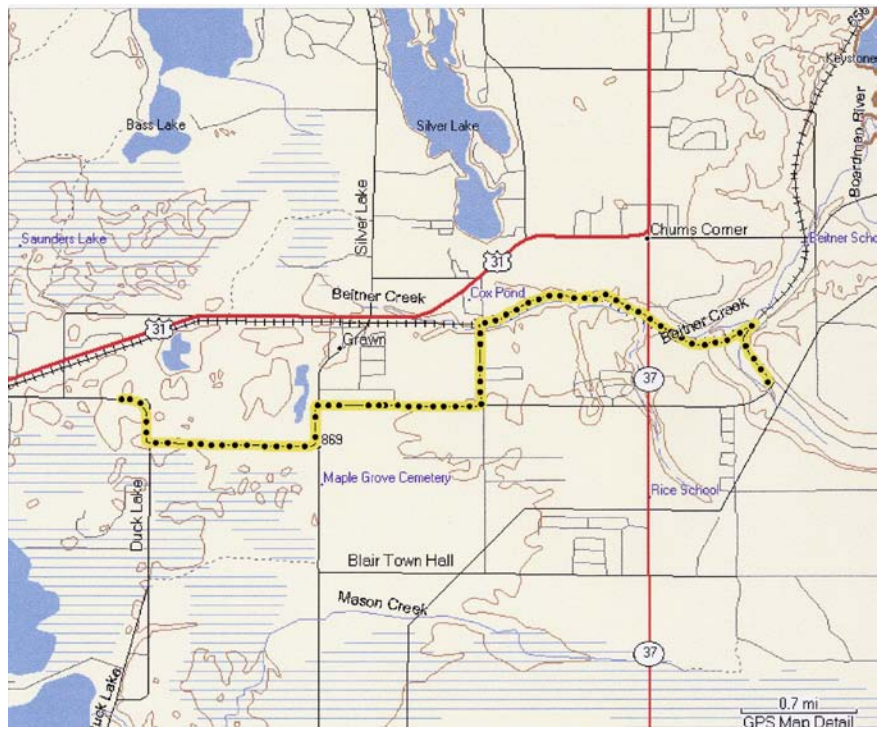 656
Keystone
Bass Lake
Silver Lake
Boardman River
Silver Lake
Chums Corner
Saunders Lake
Beitner Scho
31
Beitner Creek
Cox Pond
31
Beitner Creek
Grawn
37
869
Maple Grove Cemetery
Rice School
Duck Lake
Blair Town Hall
Mason Creek
37
uck Lake
0.7 mi
GPS Map Detail